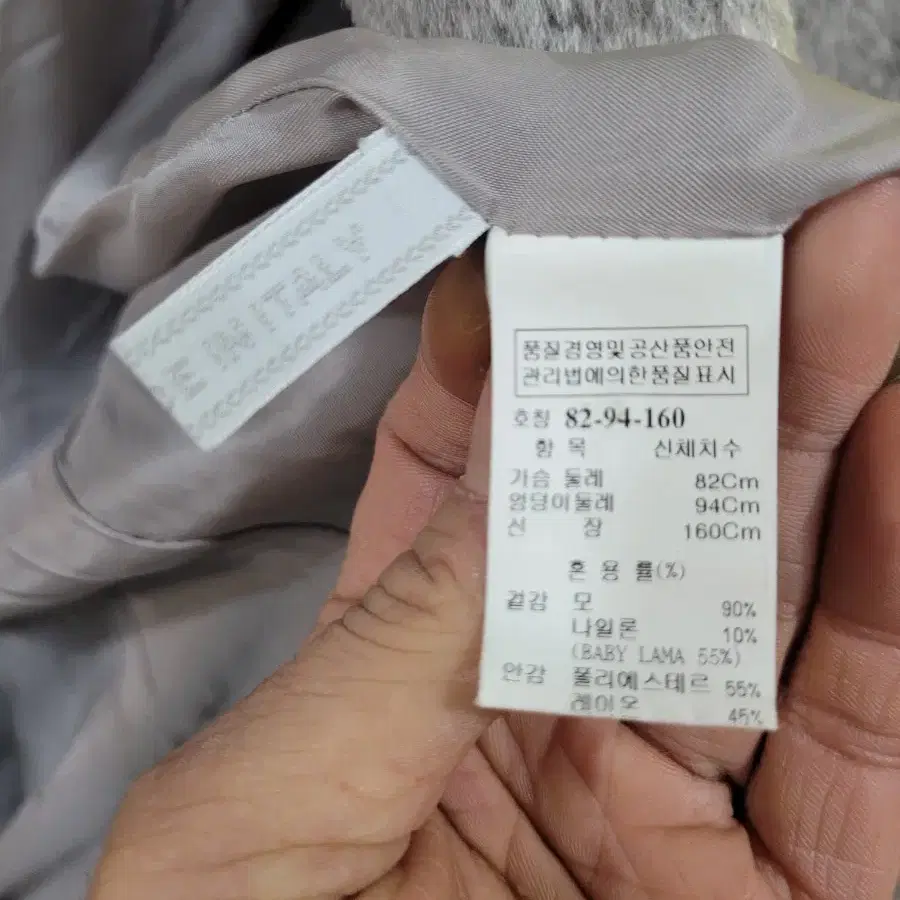 E IN ITALY
품질경영및공산품안전
관리법에의한품질표시
호칭 82-94-160
항 목 신체치수
가슴 둘레 82Cm
엉덩이둘레 94Cm
신 장 160Cm
혼 용 률(%)
겉감 모 90%
나일론 10%
(BABY LAMA 55%)
안감 폴리에스테르 55%
레이온 45%